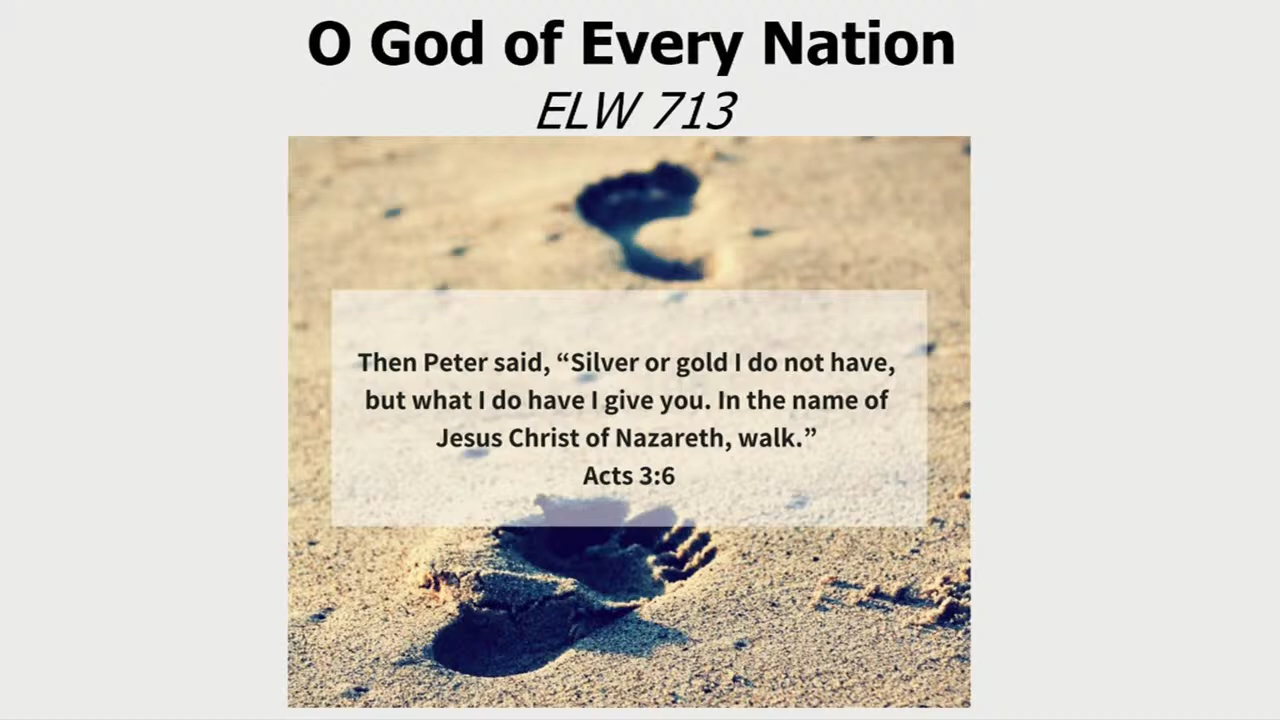 O God of Every Nation
ELW 713
Then Peter said, “Silver or gold I do not have,
but what I do have I give you. In the name of
Jesus Christ of Nazareth, walk.”
Acts 3:6